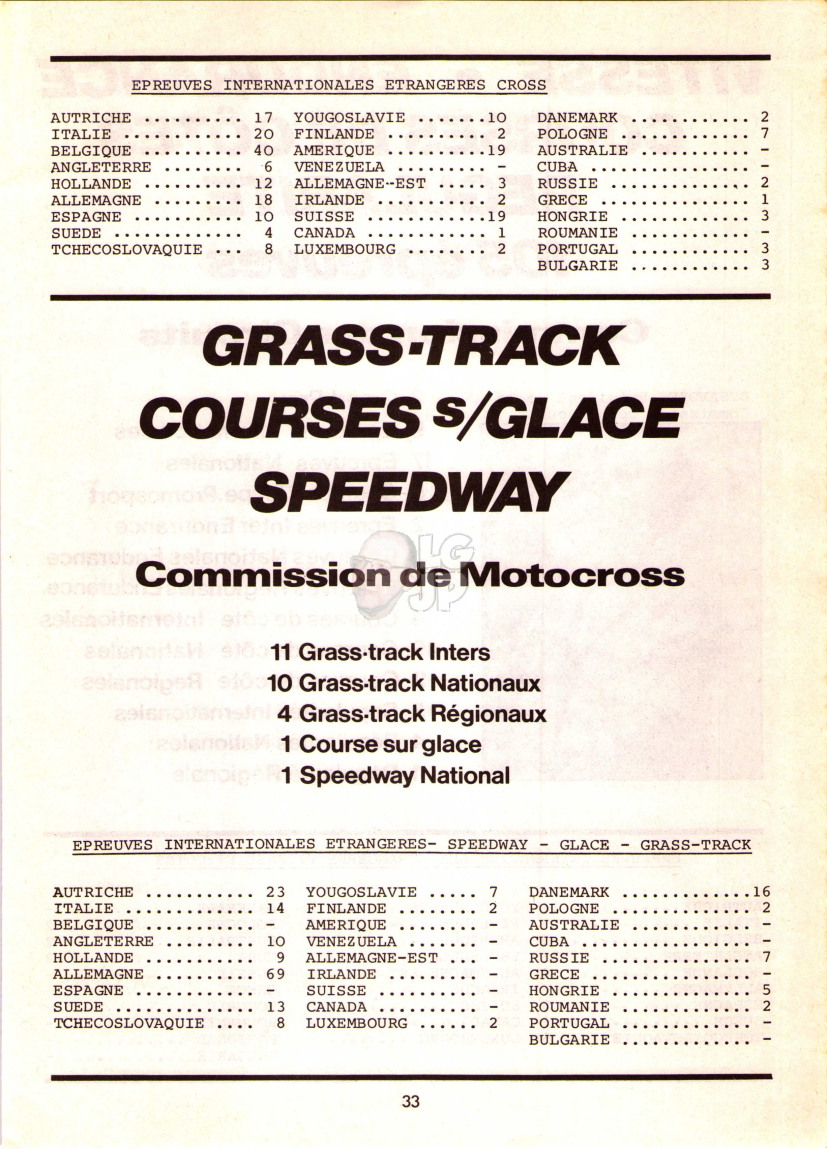 EPREUVES INTERNATIONALES ETRANGERES CROSS
AUTRICHE .......... 17
ITALIE ............ 20
BELGIQUE .......... 40
ANGLETERRE ........ 6
HOLLANDE .......... 12
ALLEMAGNE ......... 18
ESPAGNE ........... 10
SUEDE ............. 4
TCHECOSLOVAQUIE ... 8
YOUGOSLAVIE .......10
FINLANDE .......... 2
AMERIQUE ..........19
VENEZUELA ......... -
ALLEMAGNE-EST ..... 3
IRLANDE ........... 2
SUISSE ............19
CANADA ............ 1
LUXEMBOURG ........ 2
DANEMARK ............ 2
POLOGNE ............. 7
AUSTRALIE ........... -
CUBA ................ -
RUSSIE .............. 2
GRECE ............... 1
HONGRIE ............. 3
ROUMANIE ............ -
PORTUGAL ............ 3
BULGARIE ............ 3
GRASS-TRACK
COURSES s/GLACE
SPEEDWAY
LG
JP
Commission de Motocross
11 Grass-track Inters
10 Grass-track Nationaux
4 Grass-track Régionaux
1 Course sur glace
1 Speedway National
EPREUVES INTERNATIONALES ETRANGERES- SPEEDWAY - GLACE - GRASS-TRACK
AUTRICHE ........... 23
ITALIE ............. 14
BELGIQUE ........... -
ANGLETERRE ......... 10
HOLLANDE ........... 9
ALLEMAGNE .......... 69
ESPAGNE ............ -
SUEDE .............. 13
TCHECOSLOVAQUIE .... 8
YOUGOSLAVIE ..... 7
FINLANDE ........ 2
AMERIQUE ........ -
VENEZUELA ....... -
ALLEMAGNE-EST ... -
IRLANDE ......... -
SUISSE .......... -
CANADA .......... -
LUXEMBOURG ...... 2
DANEMARK .............16
POLOGNE .............. 2
AUSTRALIE ............ -
CUBA ................. -
RUSSIE ............... 7
GRECE ................ -
HONGRIE .............. 5
ROUMANIE ............. 2
PORTUGAL ............. -
BULGARIE ............. -
33